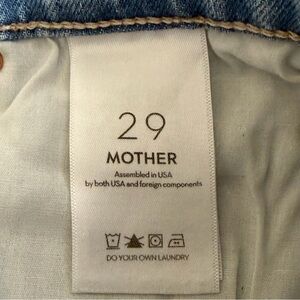 29
MOTHER
Assembled in USA
by both USA and foreign components
DO YOUR OWN LAUNDRY